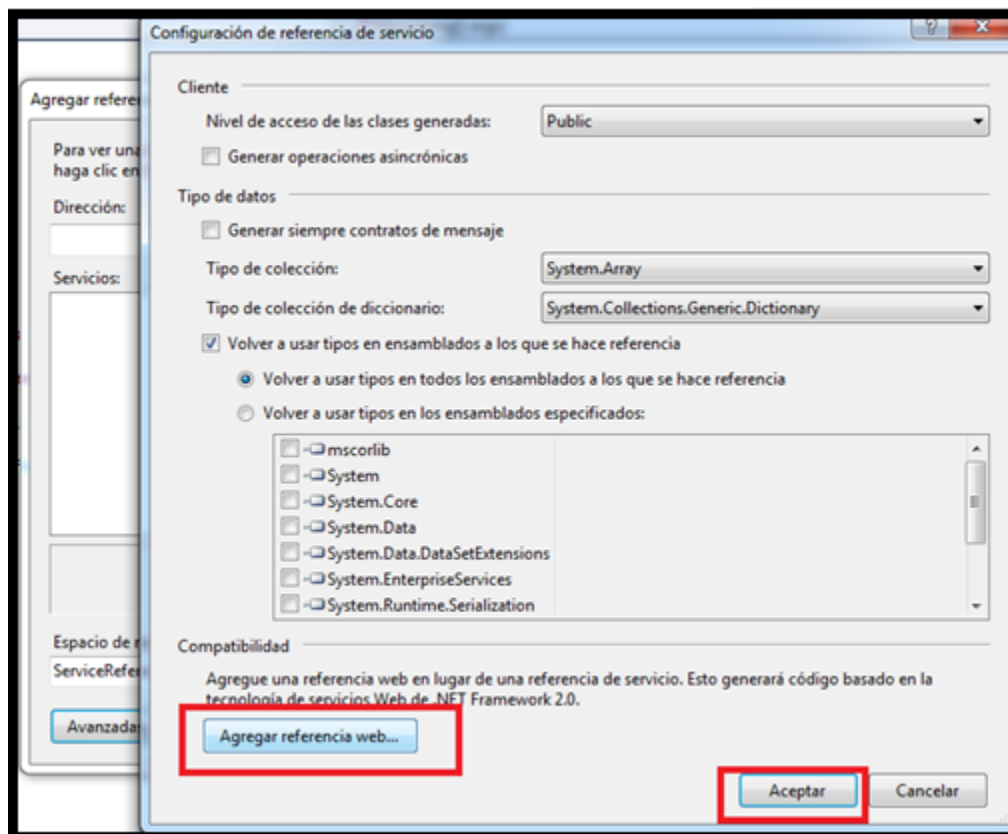 Configuración de referencia de servicio
Cliente
Nivel de acceso de las clases generadas: Public
Generar operaciones asincrónicas
Tipo de datos
Generar siempre contratos de mensaje
Tipo de colección: System.Array
Tipo de colección de diccionario: System.Collections.Generic.Dictionary
Volver a usar tipos en ensamblados a los que se hace referencia
Volver a usar tipos en todos los ensamblados a los que se hace referencia
Volver a usar tipos en los ensamblados especificados:
mscorlib
System
System.Core
System.Data
System.Data.DataSetExtensions
System.EnterpriseServices
System.Runtime.Serialization
Compatibilidad
Agregue una referencia web en lugar de una referencia de servicio. Esto generará código basado en la
tecnología de servicios Web de .NET Framework 2.0.
Agregar referencia web...
Aceptar Cancelar
Agregar refere
Para ver una
haga clic en
Dirección:
Servicios:
Espacio de
ServiceRefe
Avanzada